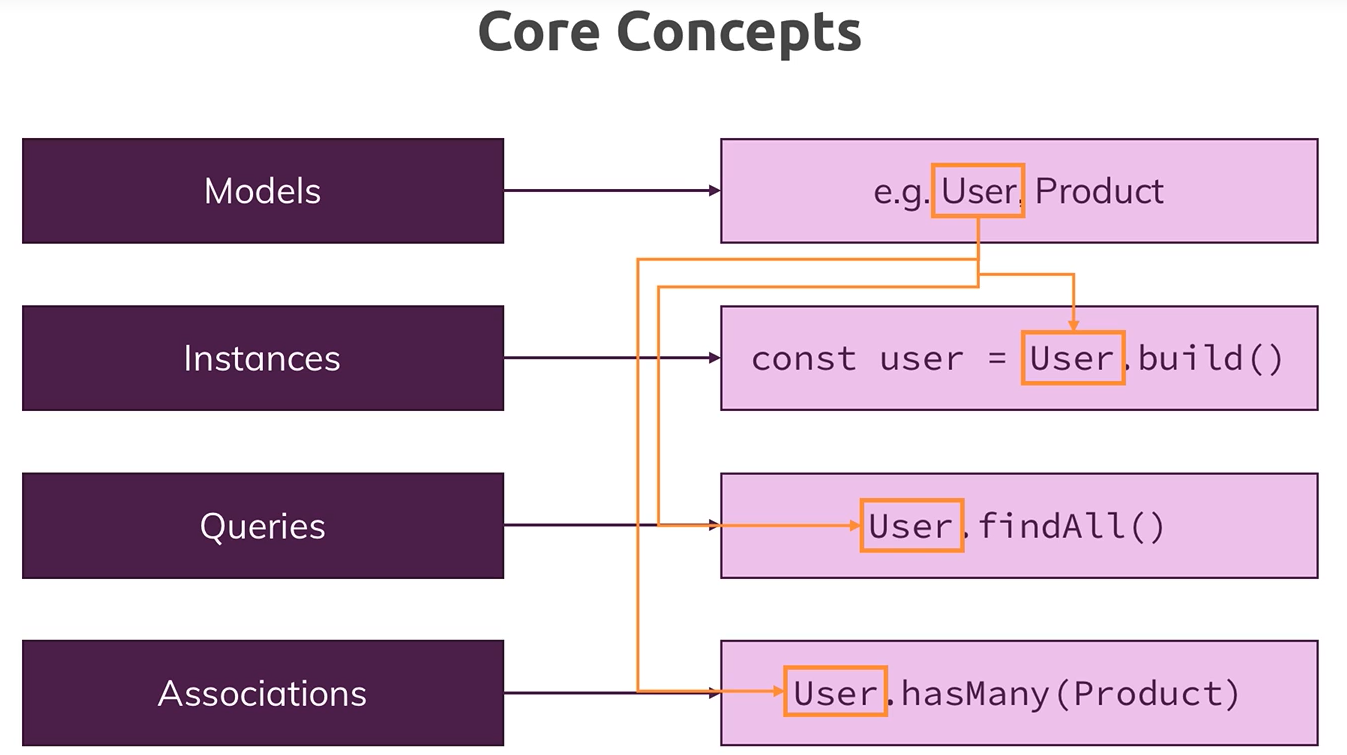 Core Concepts
Models
e.g. User, Product
Instances
const user = User.build()
Queries
User.findAll()
Associations
User.hasMany(Product)